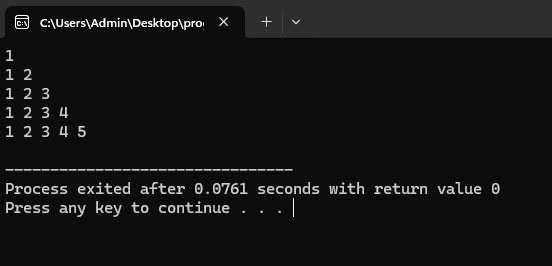 C:\Users\Admin\Desktop\pro
1
1 2
1 2 3
1 2 3 4
1 2 3 4 5
--------------------------------
Process exited after 0.0761 seconds with return value 0
Press any key to continue . . .